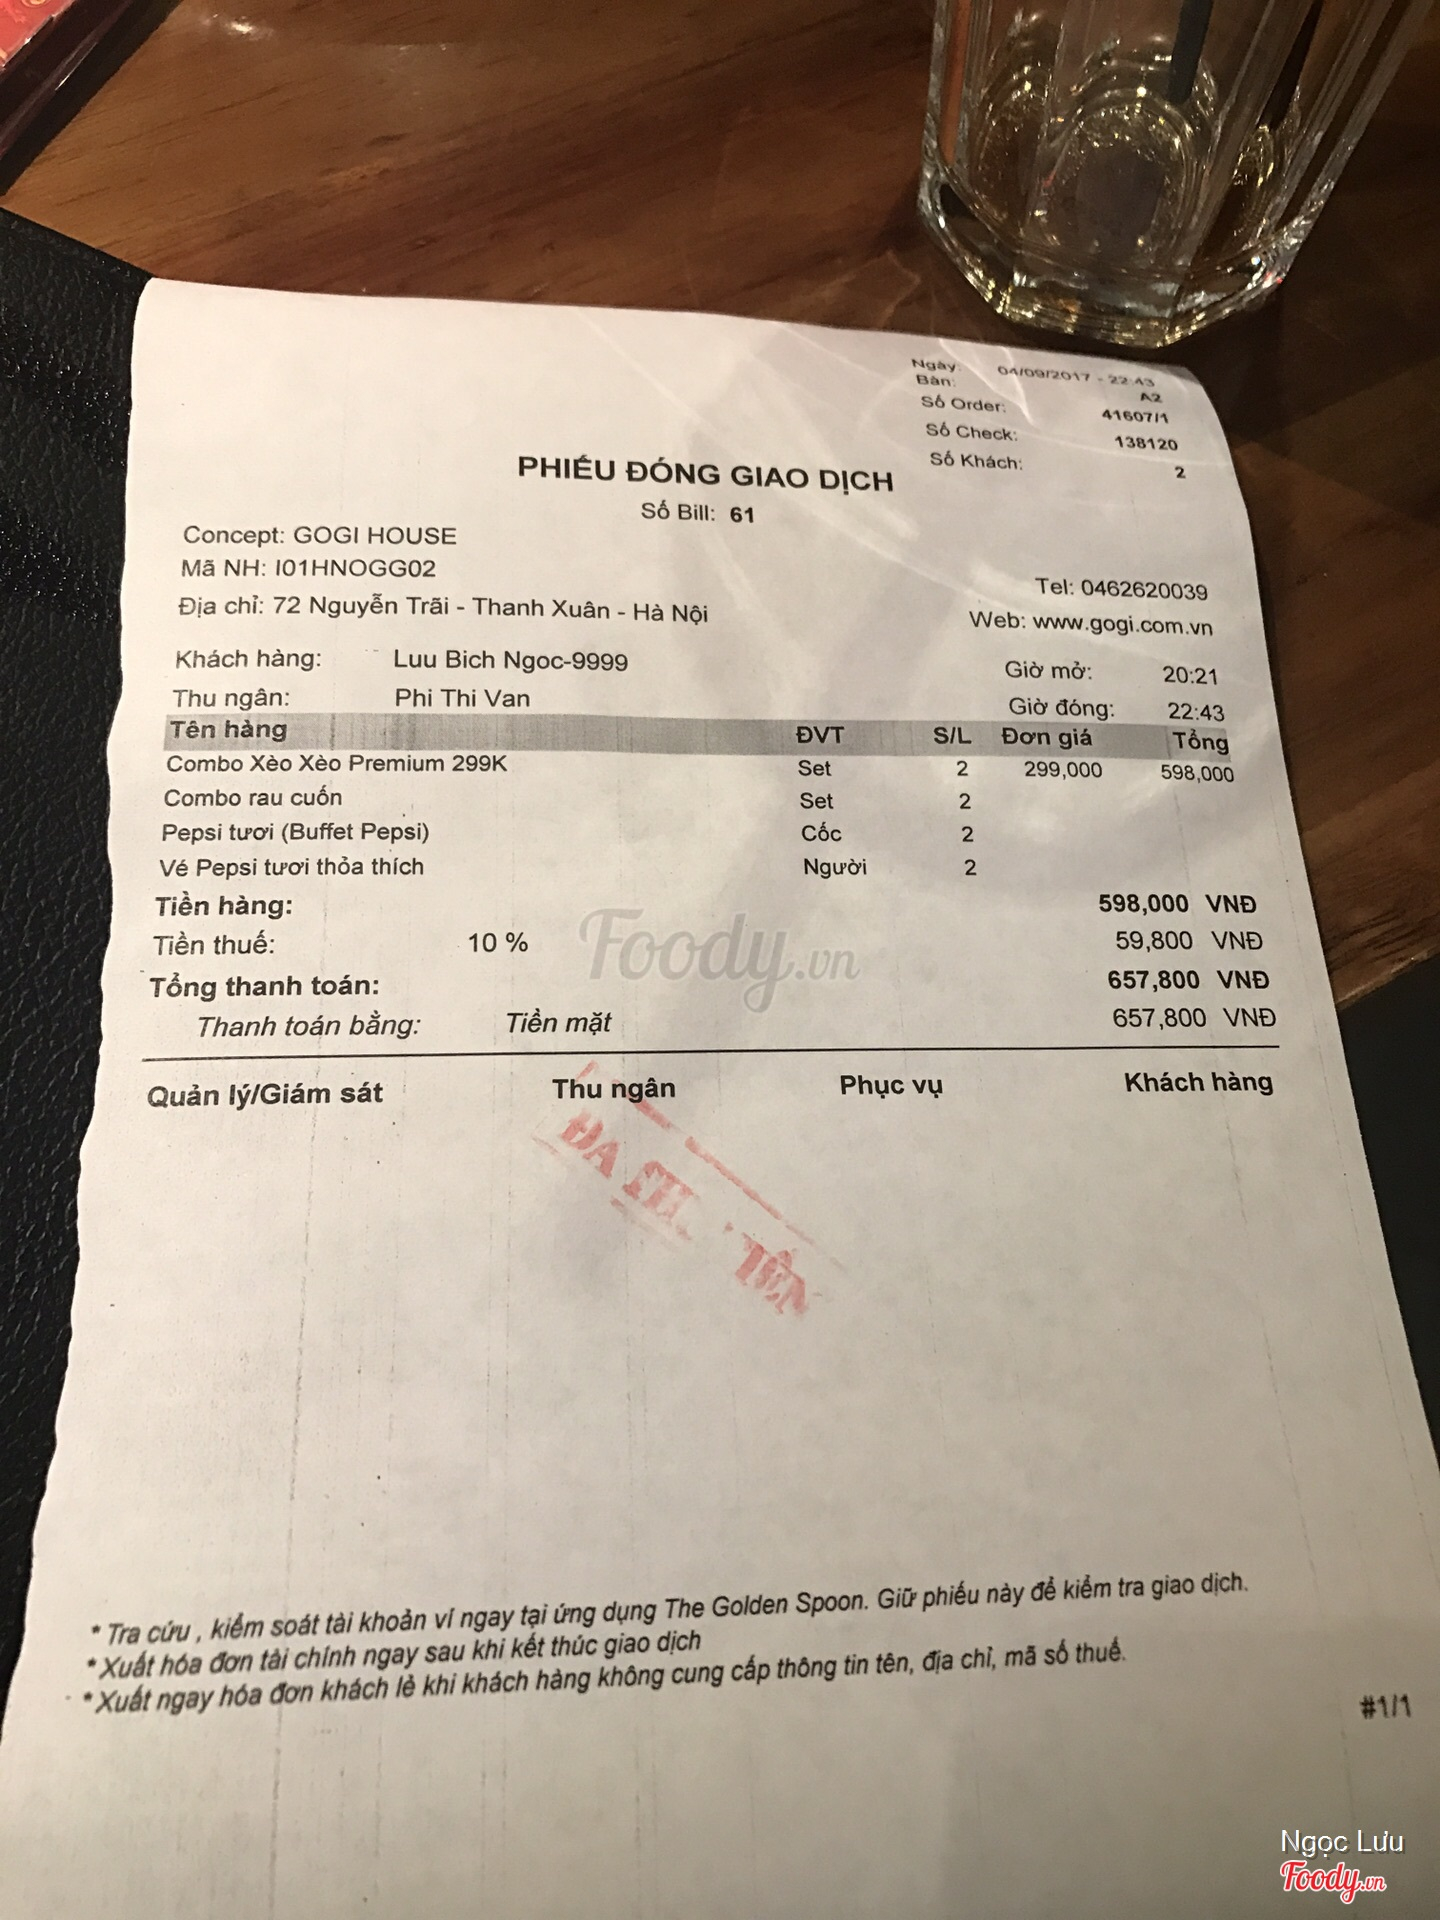 Ngày: 04/09/2017 - 22:43
Bàn: A2
Số Order: 41607/1
Số Check: 138120
Số Khách: 2
PHIẾU ĐÓNG GIAO DỊCH
Số Bill: 61
Concept: GOGI HOUSE
Mã NH: I01HNOGG02
Tel: 0462620039
Địa chỉ: 72 Nguyễn Trãi - Thanh Xuân - Hà Nội
Web: www.gogi.com.vn
Khách hàng: Luu Bich Ngoc-9999 Giờ mở: 20:21
Thu ngân: Phi Thi Van Giờ đóng: 22:43
Tên hàng ĐVT S/L Đơn giá Tổng
Combo Xèo Xèo Premium 299K Set 2 299,000 598,000
Combo rau cuốn Set 2
Pepsi tươi (Buffet Pepsi) Cốc 2
Vé Pepsi tươi thỏa thích Người 2
Tiền hàng: 598,000 VNĐ
Tiền thuế: 10 % 59,800 VNĐ
Foody.vn
Tổng thanh toán: 657,800 VNĐ
Thanh toán bằng: Tiền mặt 657,800 VNĐ
Quản lý/Giám sát Thu ngân Phục vụ Khách hàng
* Tra cứu , kiểm soát tài khoản ví ngay tại ứng dụng The Golden Spoon. Giữ phiếu này để kiểm tra giao dịch.
* Xuất hóa đơn tài chính ngay sau khi kết thúc giao dịch
* Xuất ngay hóa đơn khách lẻ khi khách hàng không cung cấp thông tin tên, địa chỉ, mã số thuế.
#1/1
Ngọc Lưu
Foody.vn